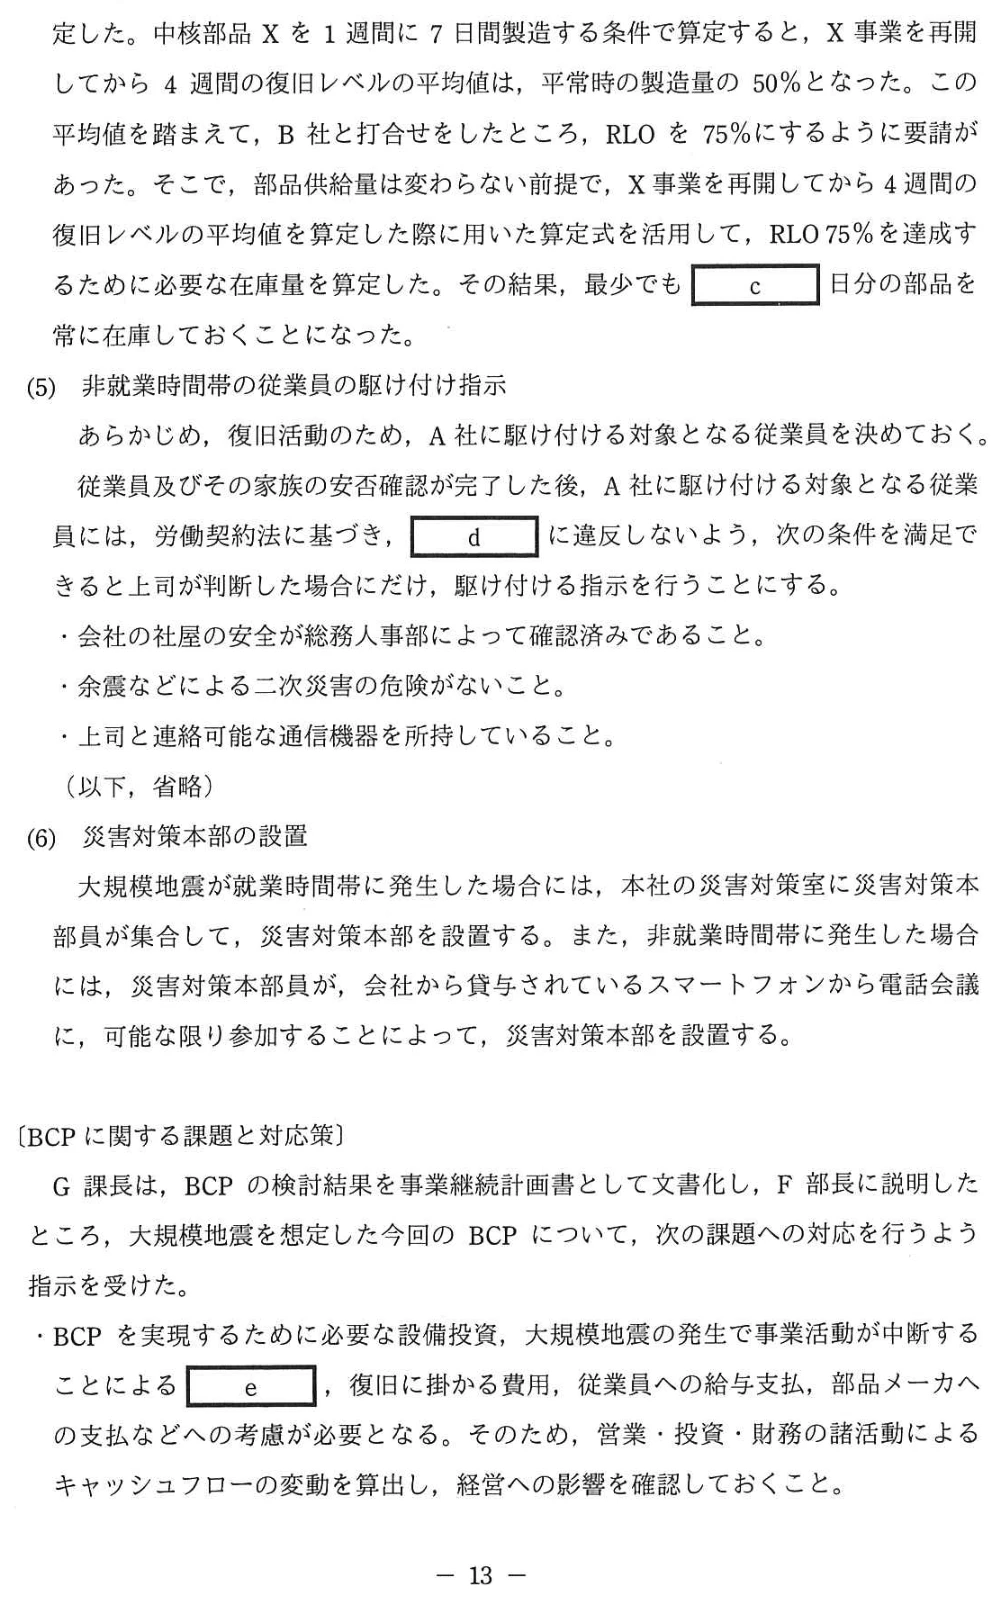 定した。中核部品 X を 1 週間に 7 日間製造する条件で算定すると，X 事業を再開
してから 4 週間の復旧レベルの平均値は，平常時の製造量の 50％となった。この
平均値を踏まえて，B 社と打合せをしたところ，RLO を 75％にするように要請が
あった。そこで，部品供給量は変わらない前提で，X 事業を再開してから 4 週間の
復旧レベルの平均値を算定した際に用いた算定式を活用して，RLO 75％を達成す
るために必要な在庫量を算定した。その結果，最少でも c 日分の部品を
常に在庫しておくことになった。
(5) 非就業時間帯の従業員の駆け付け指示
あらかじめ，復旧活動のため，A 社に駆け付ける対象となる従業員を決めておく。
従業員及びその家族の安否確認が完了した後，A 社に駆け付ける対象となる従業
員には，労働契約法に基づき， d に違反しないよう，次の条件を満足で
きると上司が判断した場合にだけ，駆け付ける指示を行うことにする。
・会社の社屋の安全が総務人事部によって確認済みであること。
・余震などによる二次災害の危険がないこと。
・上司と連絡可能な通信機器を所持していること。
（以下，省略）
(6) 災害対策本部の設置
大規模地震が就業時間帯に発生した場合には，本社の災害対策室に災害対策本
部員が集合して，災害対策本部を設置する。また，非就業時間帯に発生した場合
には，災害対策本部員が，会社から貸与されているスマートフォンから電話会議
に，可能な限り参加することによって，災害対策本部を設置する。
〔BCP に関する課題と対応策〕
G 課長は，BCP の検討結果を事業継続計画書として文書化し，F 部長に説明した
ところ，大規模地震を想定した今回の BCP について，次の課題への対応を行うよう
指示を受けた。
・BCP を実現するために必要な設備投資，大規模地震の発生で事業活動が中断する
ことによる e ，復旧に掛かる費用，従業員への給与支払，部品メーカへ
の支払などへの考慮が必要となる。そのため，営業・投資・財務の諸活動による
キャッシュフローの変動を算出し，経営への影響を確認しておくこと。
－ 13 －